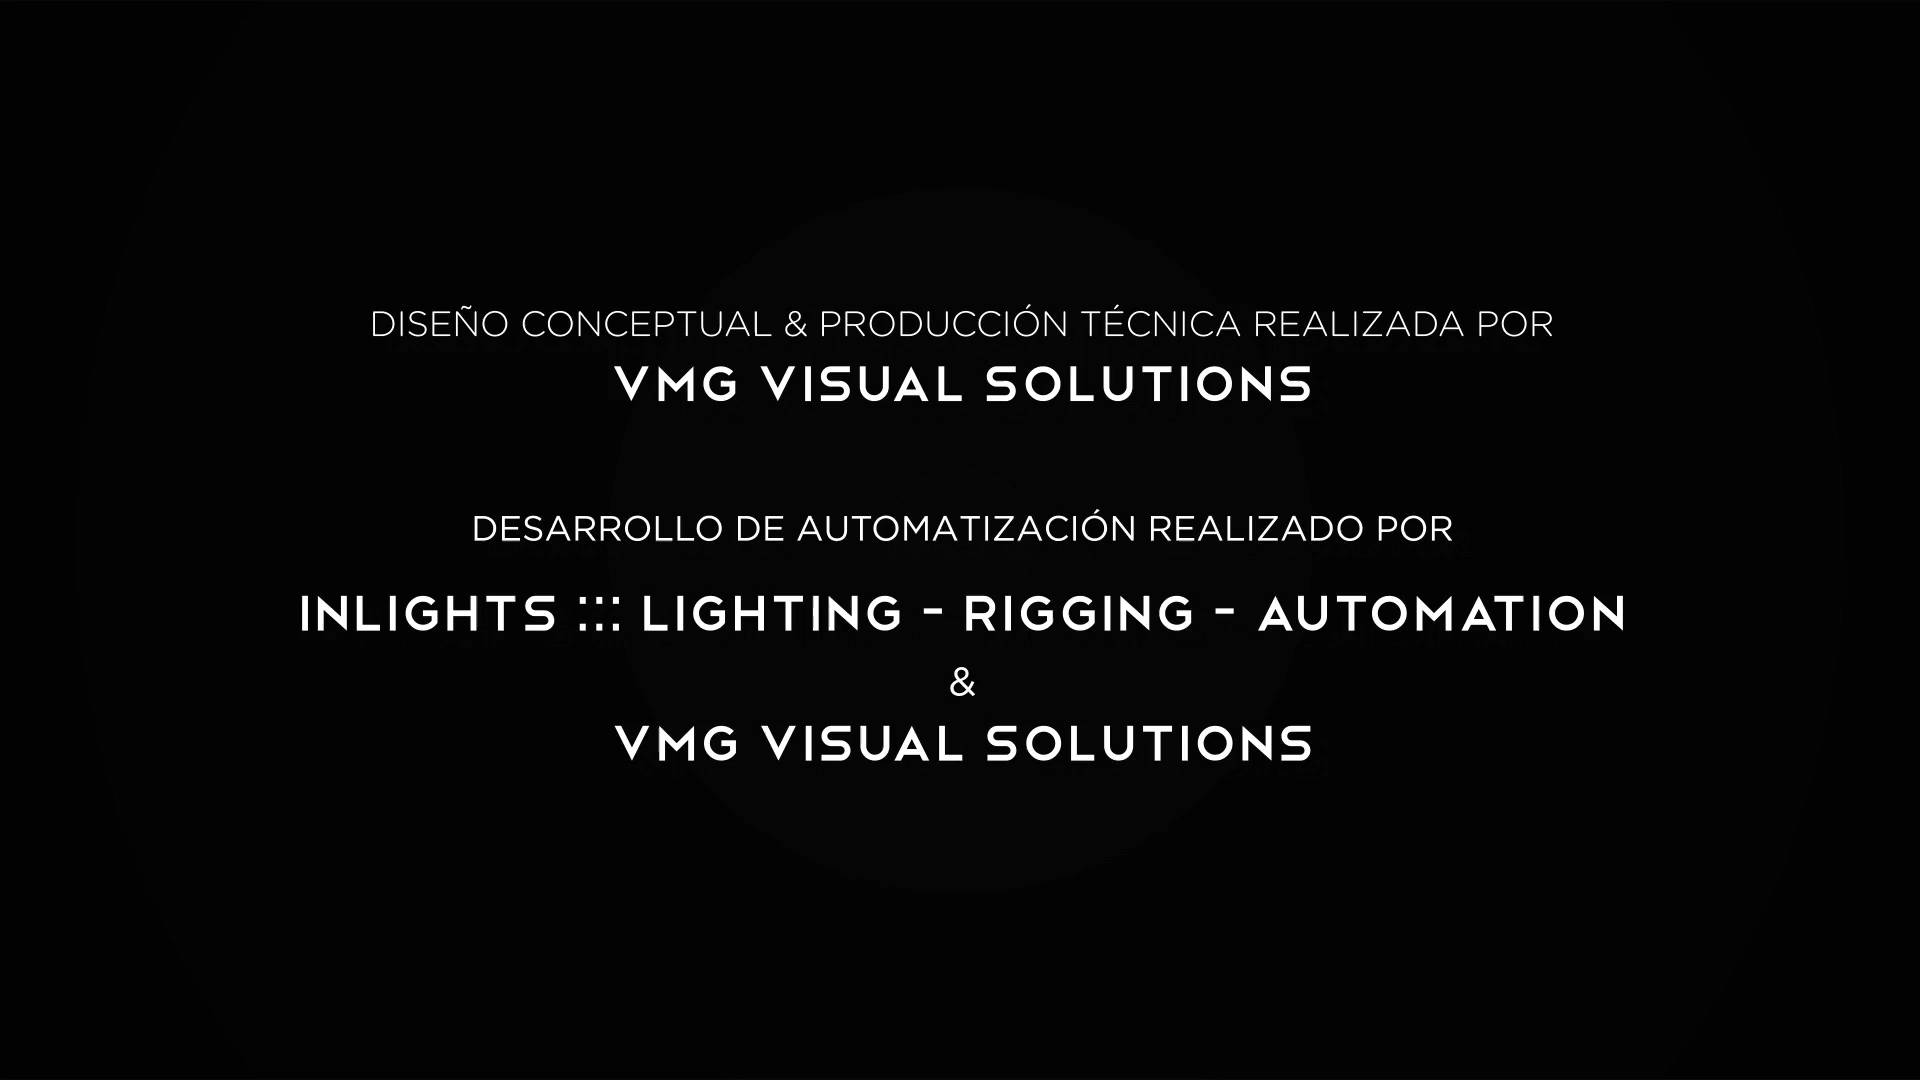 DISEÑO CONCEPTUAL & PRODUCCIÓN TÉCNICA REALIZADA POR
VMG VISUAL SOLUTIONS
DESARROLLO DE AUTOMATIZACIÓN REALIZADO POR
INLIGHTS ::: LIGHTING - RIGGING - AUTOMATION
&
VMG VISUAL SOLUTIONS